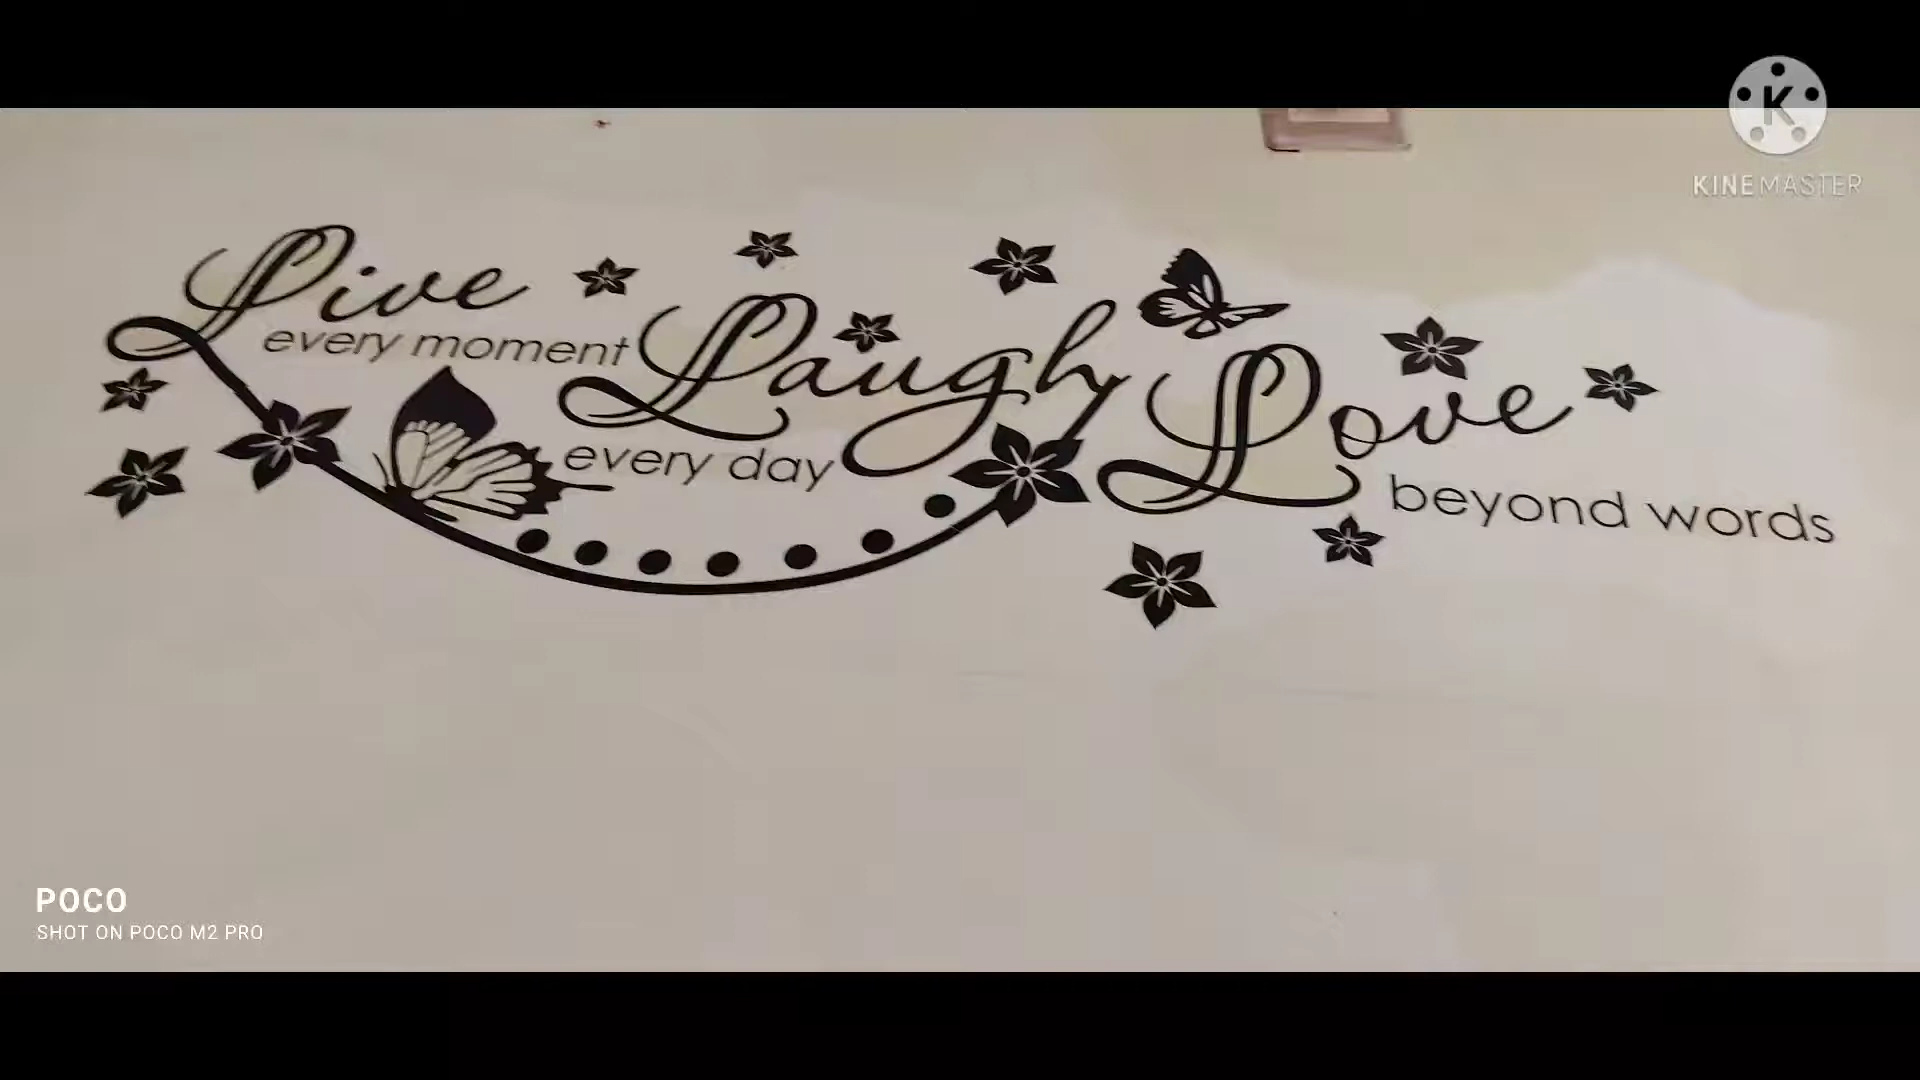 K
KINEMASTER
Live
every moment
Laugh
every day
Love
beyond words
POCO
SHOT ON POCO M2 PRO